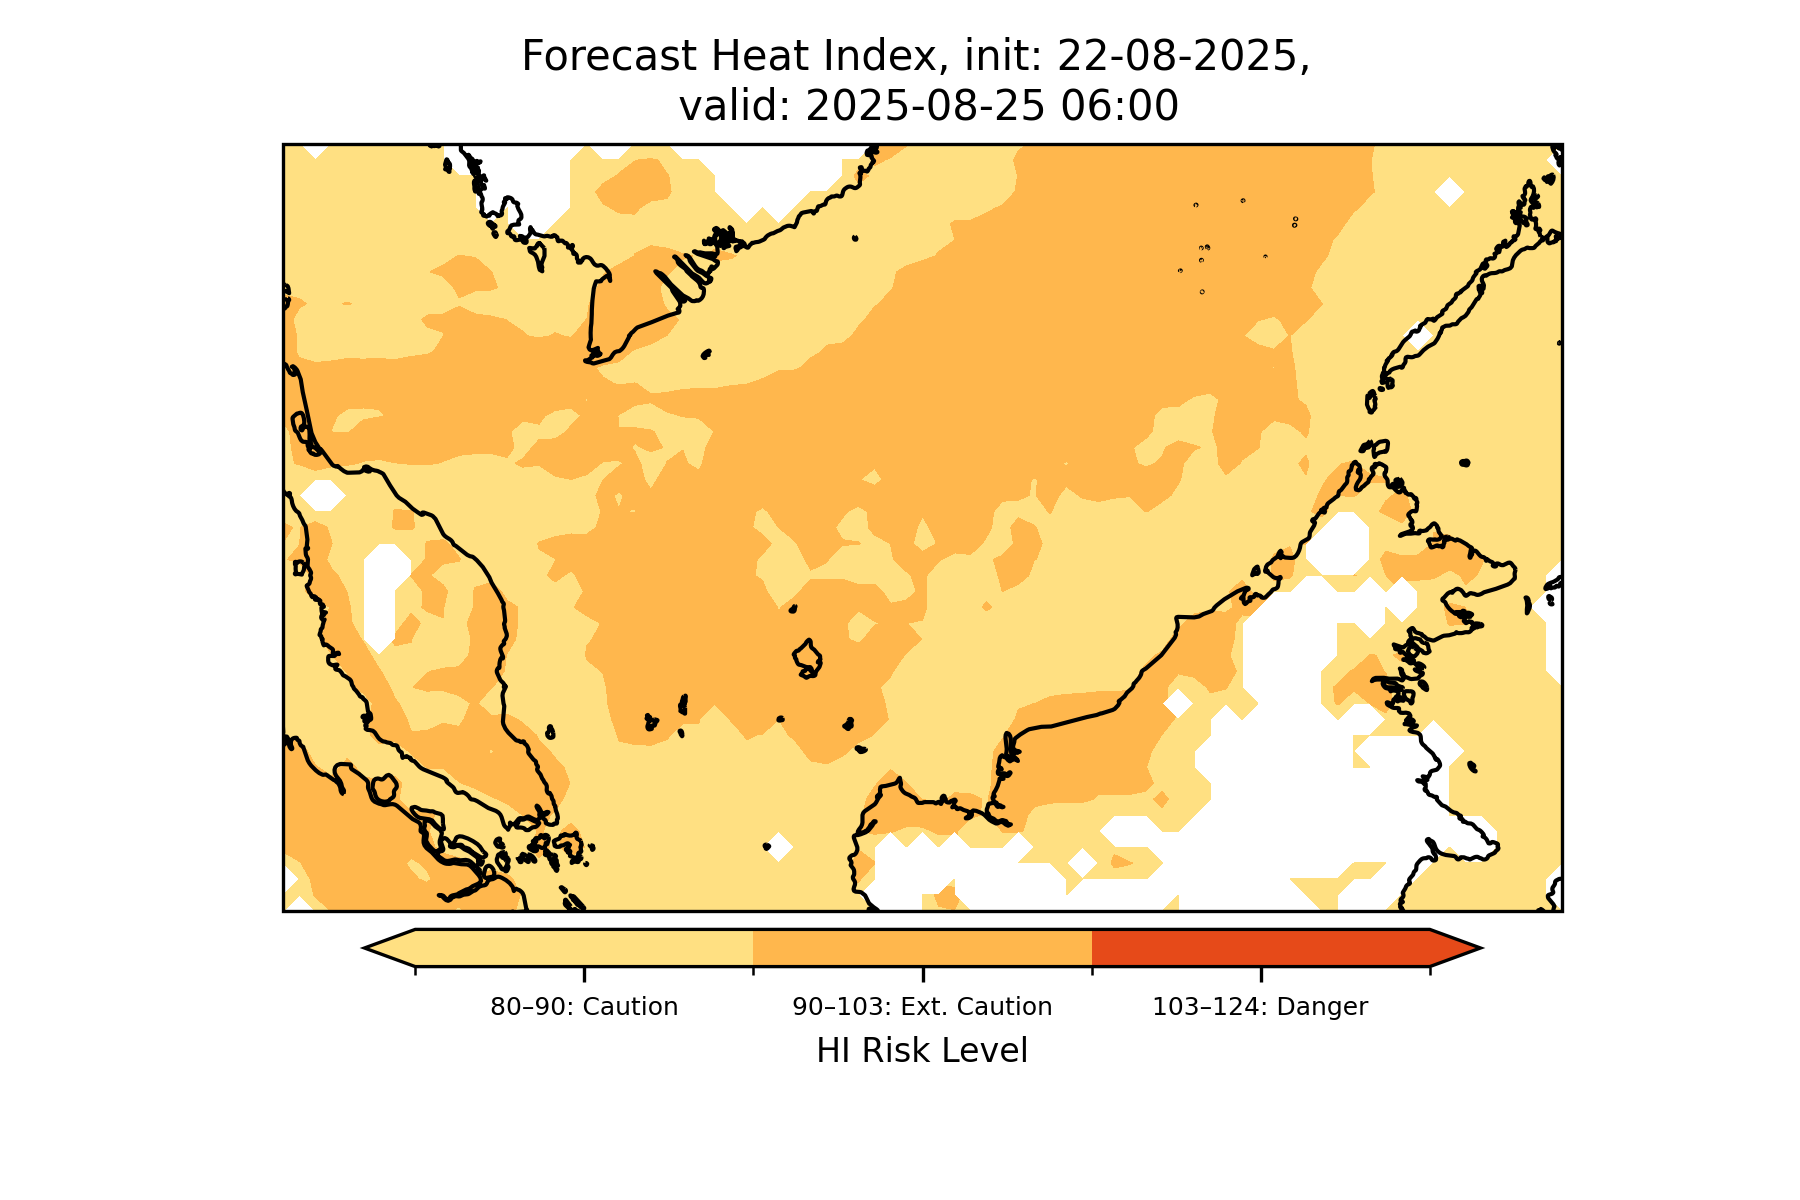 Forecast Heat Index, init: 22-08-2025,
valid: 2025-08-25 06:00
80–90: Caution
90–103: Ext. Caution
103–124: Danger
HI Risk Level